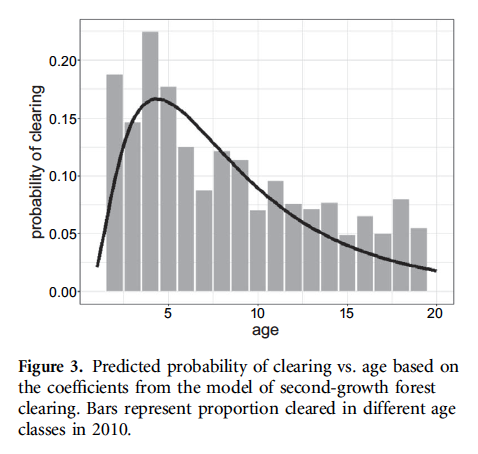 0.20
0.15
0.10
0.05
0.00
probability of clearing
5 10 15 20
age
Figure 3. Predicted probability of clearing vs. age based on
the coefficients from the model of second-growth forest
clearing. Bars represent proportion cleared in different age
classes in 2010.